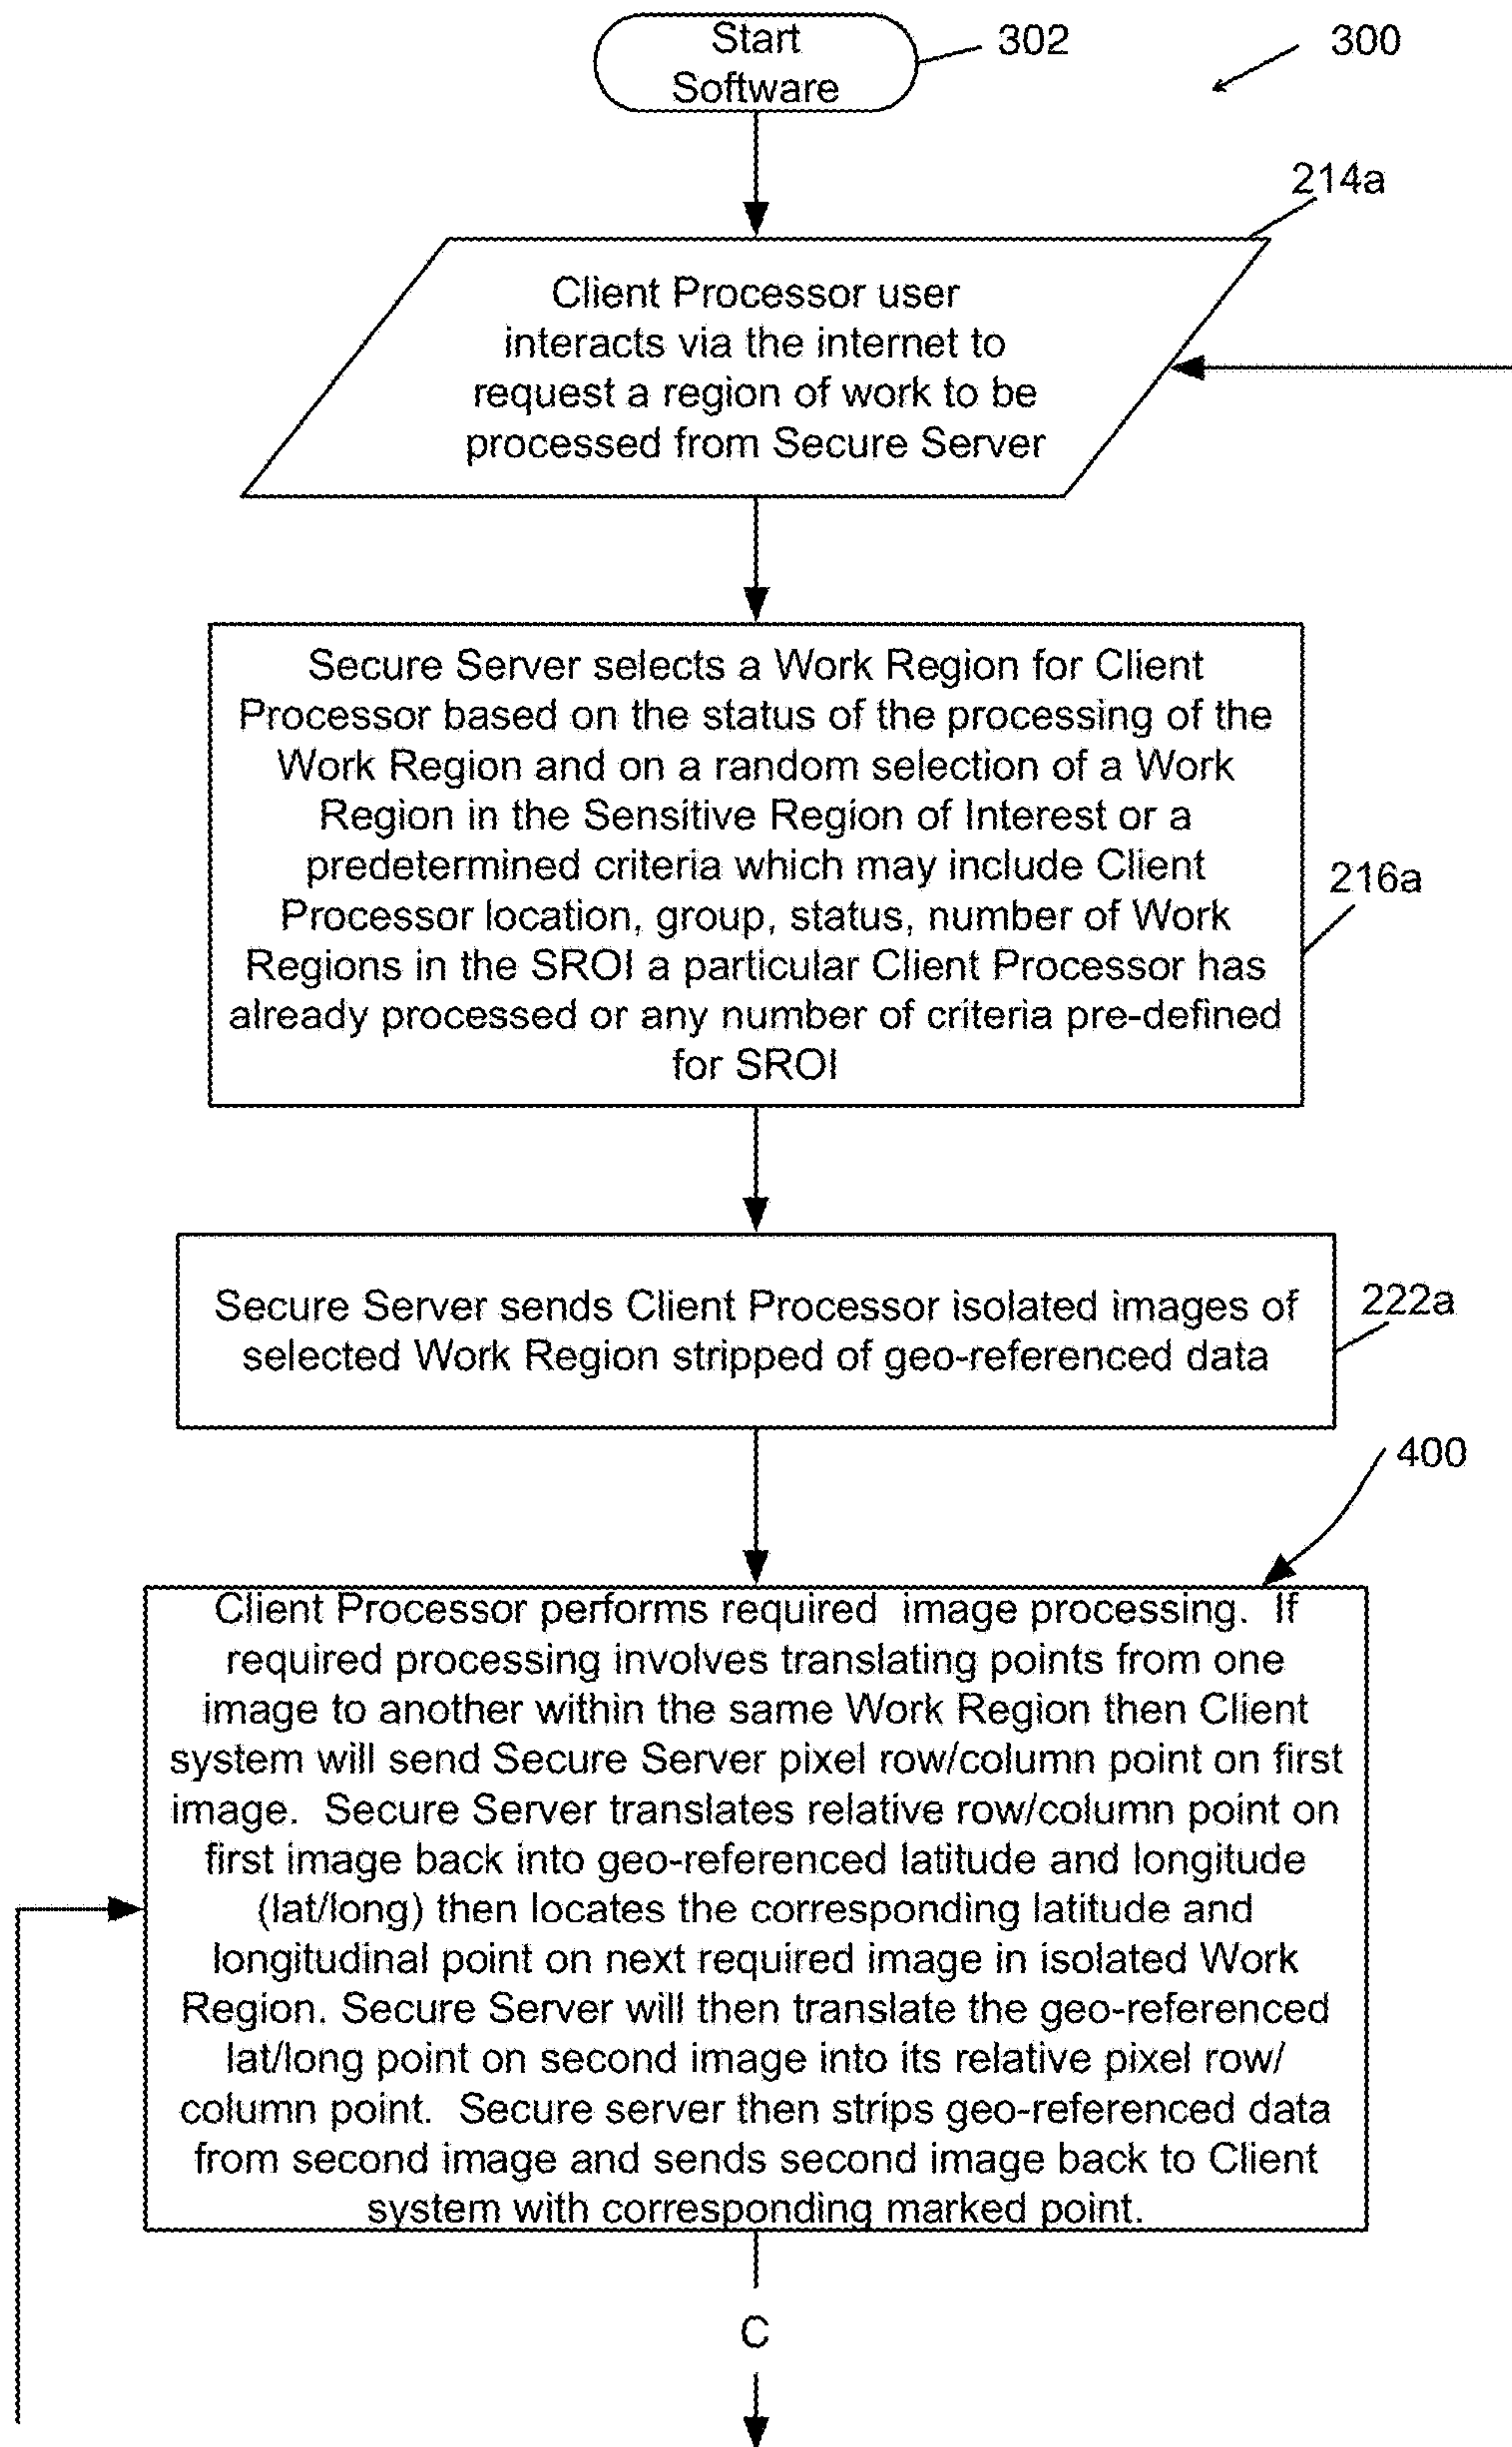 Start
Software
302
300
214a
Client Processor user
interacts via the internet to
request a region of work to be
processed from Secure Server
Secure Server selects a Work Region for Client
Processor based on the status of the processing of the
Work Region and on a random selection of a Work
Region in the Sensitive Region of Interest or a
predetermined criteria which may include Client
Processor location, group, status, number of Work
Regions in the SROI a particular Client Processor has
already processed or any number of criteria pre-defined
for SROI
216a
Secure Server sends Client Processor isolated images of
selected Work Region stripped of geo-referenced data
222a
400
Client Processor performs required image processing. If
required processing involves translating points from one
image to another within the same Work Region then Client
system will send Secure Server pixel row/column point on first
image. Secure Server translates relative row/column point on
first image back into geo-referenced latitude and longitude
(lat/long) then locates the corresponding latitude and
longitudinal point on next required image in isolated Work
Region. Secure Server will then translate the geo-referenced
lat/long point on second image into its relative pixel row/
column point. Secure server then strips geo-referenced data
from second image and sends second image back to Client
system with corresponding marked point.
C